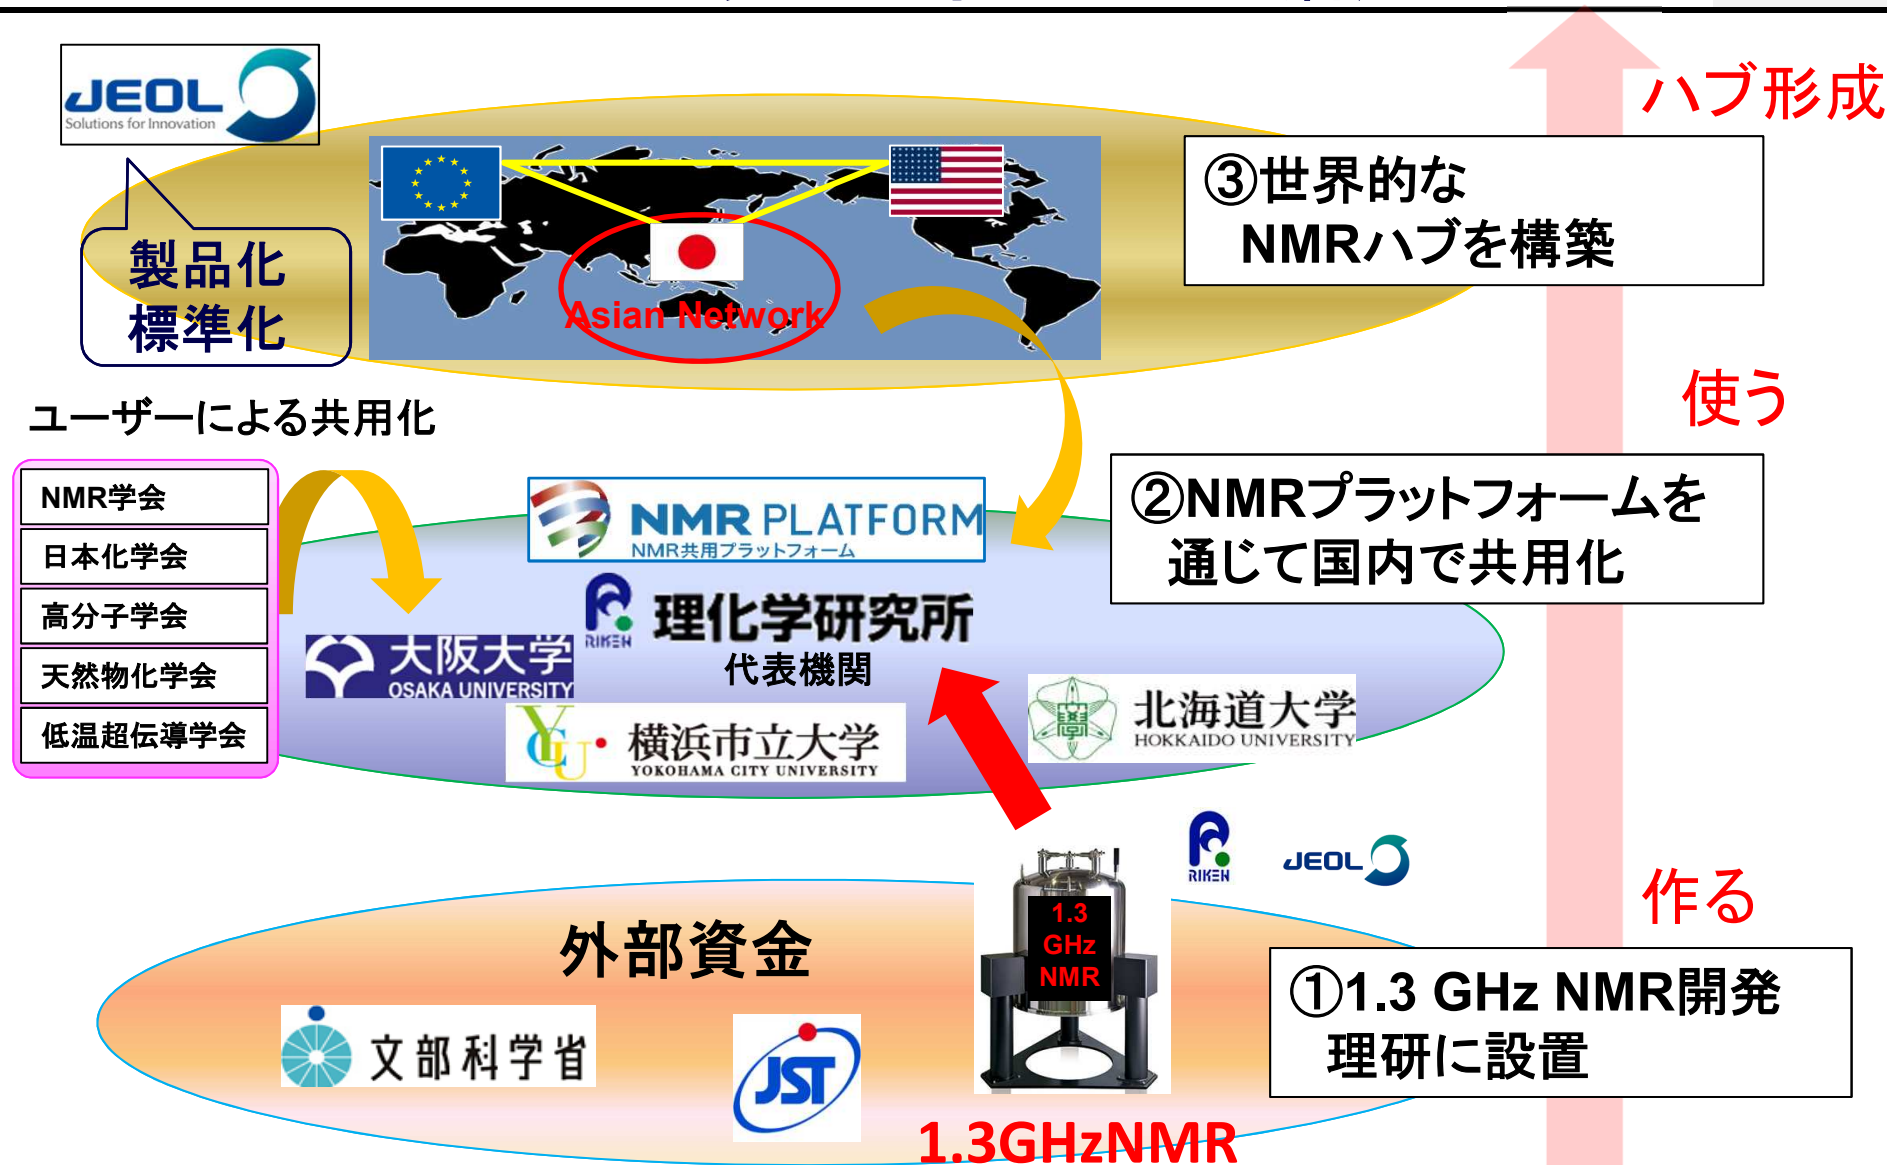 JEOL
Solutions for Innovation
ハブ形成
③世界的な
NMRハブを構築
製品化
標準化
Asian Network
使う
ユーザーによる共用化
NMR学会
日本化学会
高分子学会
天然物化学会
低温超伝導学会
NMR PLATFORM
NMR共用プラットフォーム
②NMRプラットフォームを
通じて国内で共用化
RIKEN
理化学研究所
代表機関
大阪大学
OSAKA UNIVERSITY
YCU
横浜市立大学
YOKOHAMA CITY UNIVERSITY
北海道大学
HOKKAIDO UNIVERSITY
RIKEN
JEOL
作る
外部資金
1.3
GHz
NMR
①1.3 GHz NMR開発
理研に設置
文部科学省
JST
1.3GHzNMR